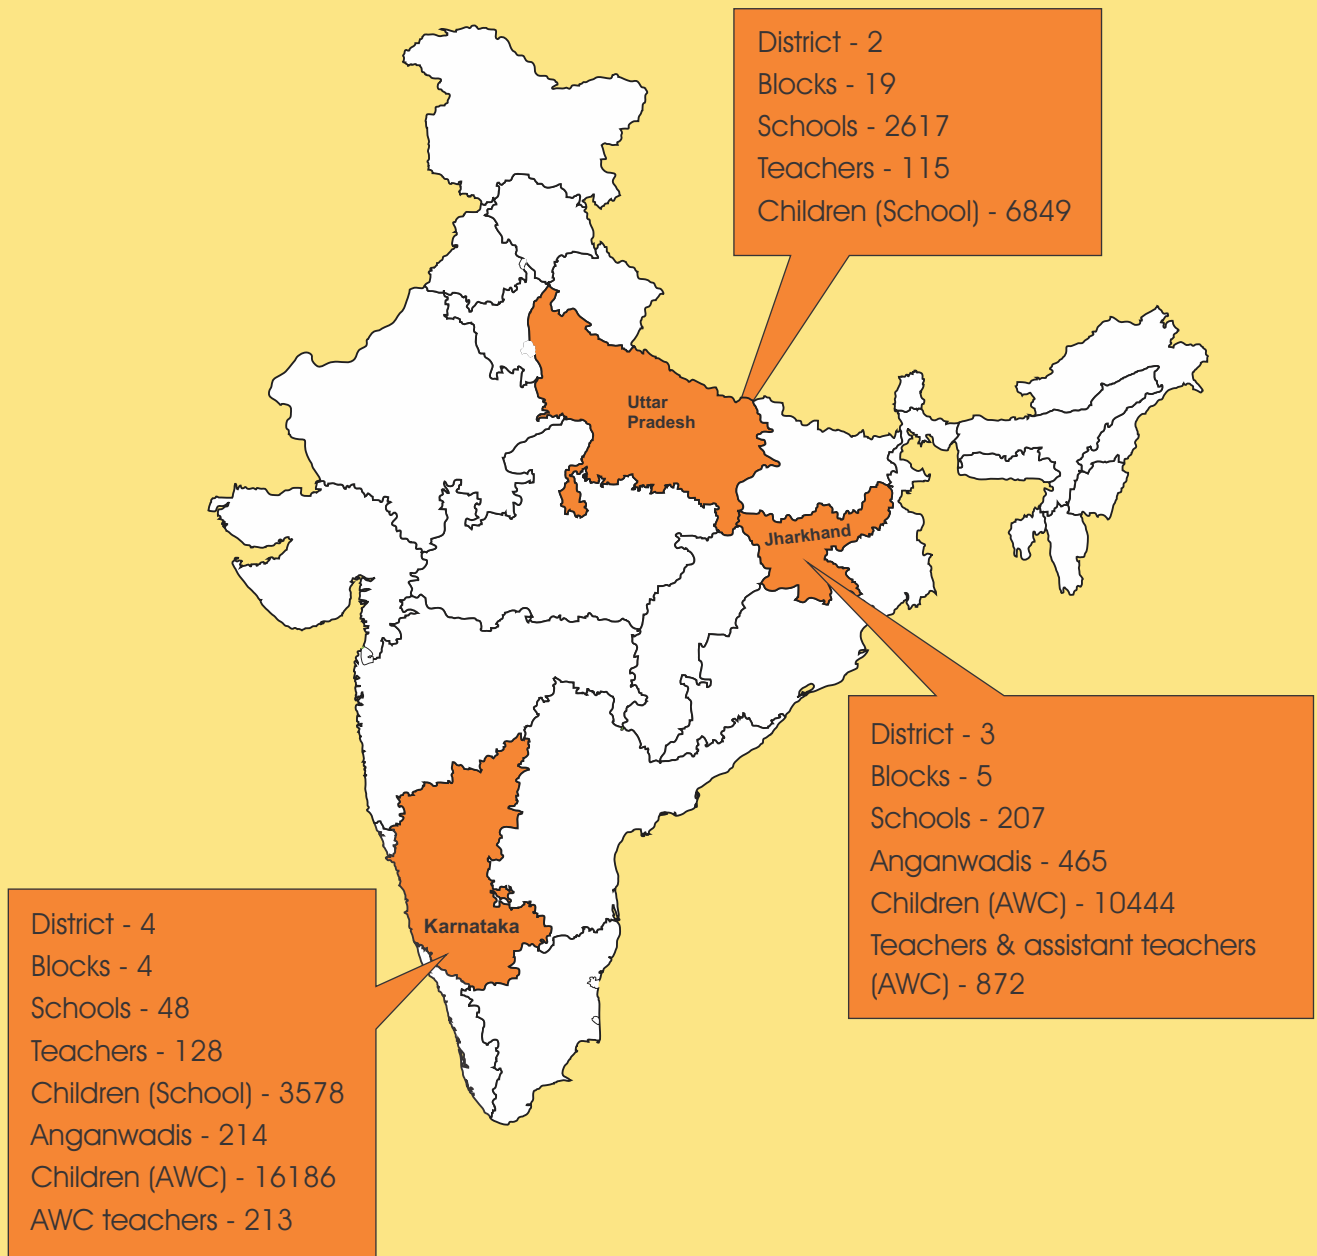 District - 2
Blocks - 19
Schools - 2617
Teachers - 115
Children (School) - 6849
Uttar
Pradesh
Jharkhand
District - 3
Blocks - 5
Schools - 207
Anganwadis - 465
Children (AWC) - 10444
Teachers & assistant teachers
(AWC) - 872
Karnataka
District - 4
Blocks - 4
Schools - 48
Teachers - 128
Children (School) - 3578
Anganwadis - 214
Children (AWC) - 16186
AWC teachers - 213